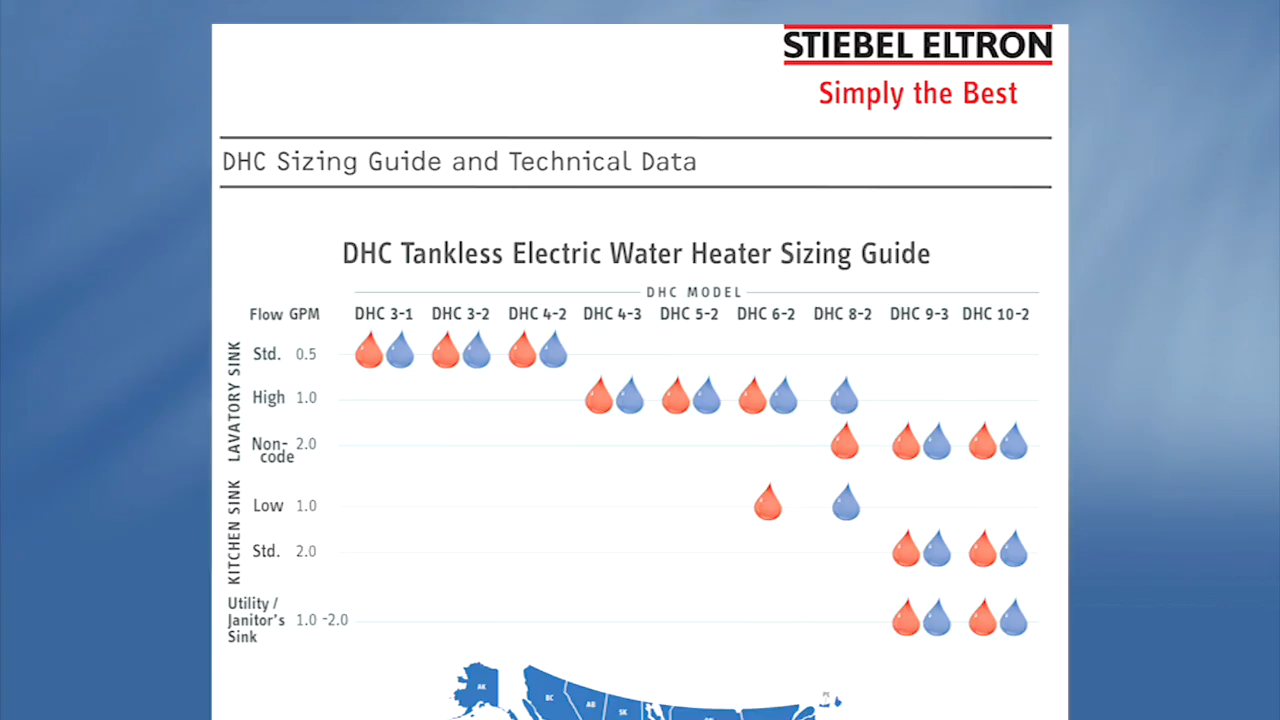 STIEBEL ELTRON
Simply the Best
DHC Sizing Guide and Technical Data
DHC Tankless Electric Water Heater Sizing Guide
DHC MODEL
Flow GPM DHC 3-1 DHC 3-2 DHC 4-2 DHC 4-3 DHC 5-2 DHC 6-2 DHC 8-2 DHC 9-3 DHC 10-2
LAVATORY SINK
Std. 0.5
High 1.0
Non- 2.0
code
KITCHEN SINK
Low 1.0
Std. 2.0
Utility /
Janitor's 1.0 -2.0
Sink
AK
BC
AB
SK